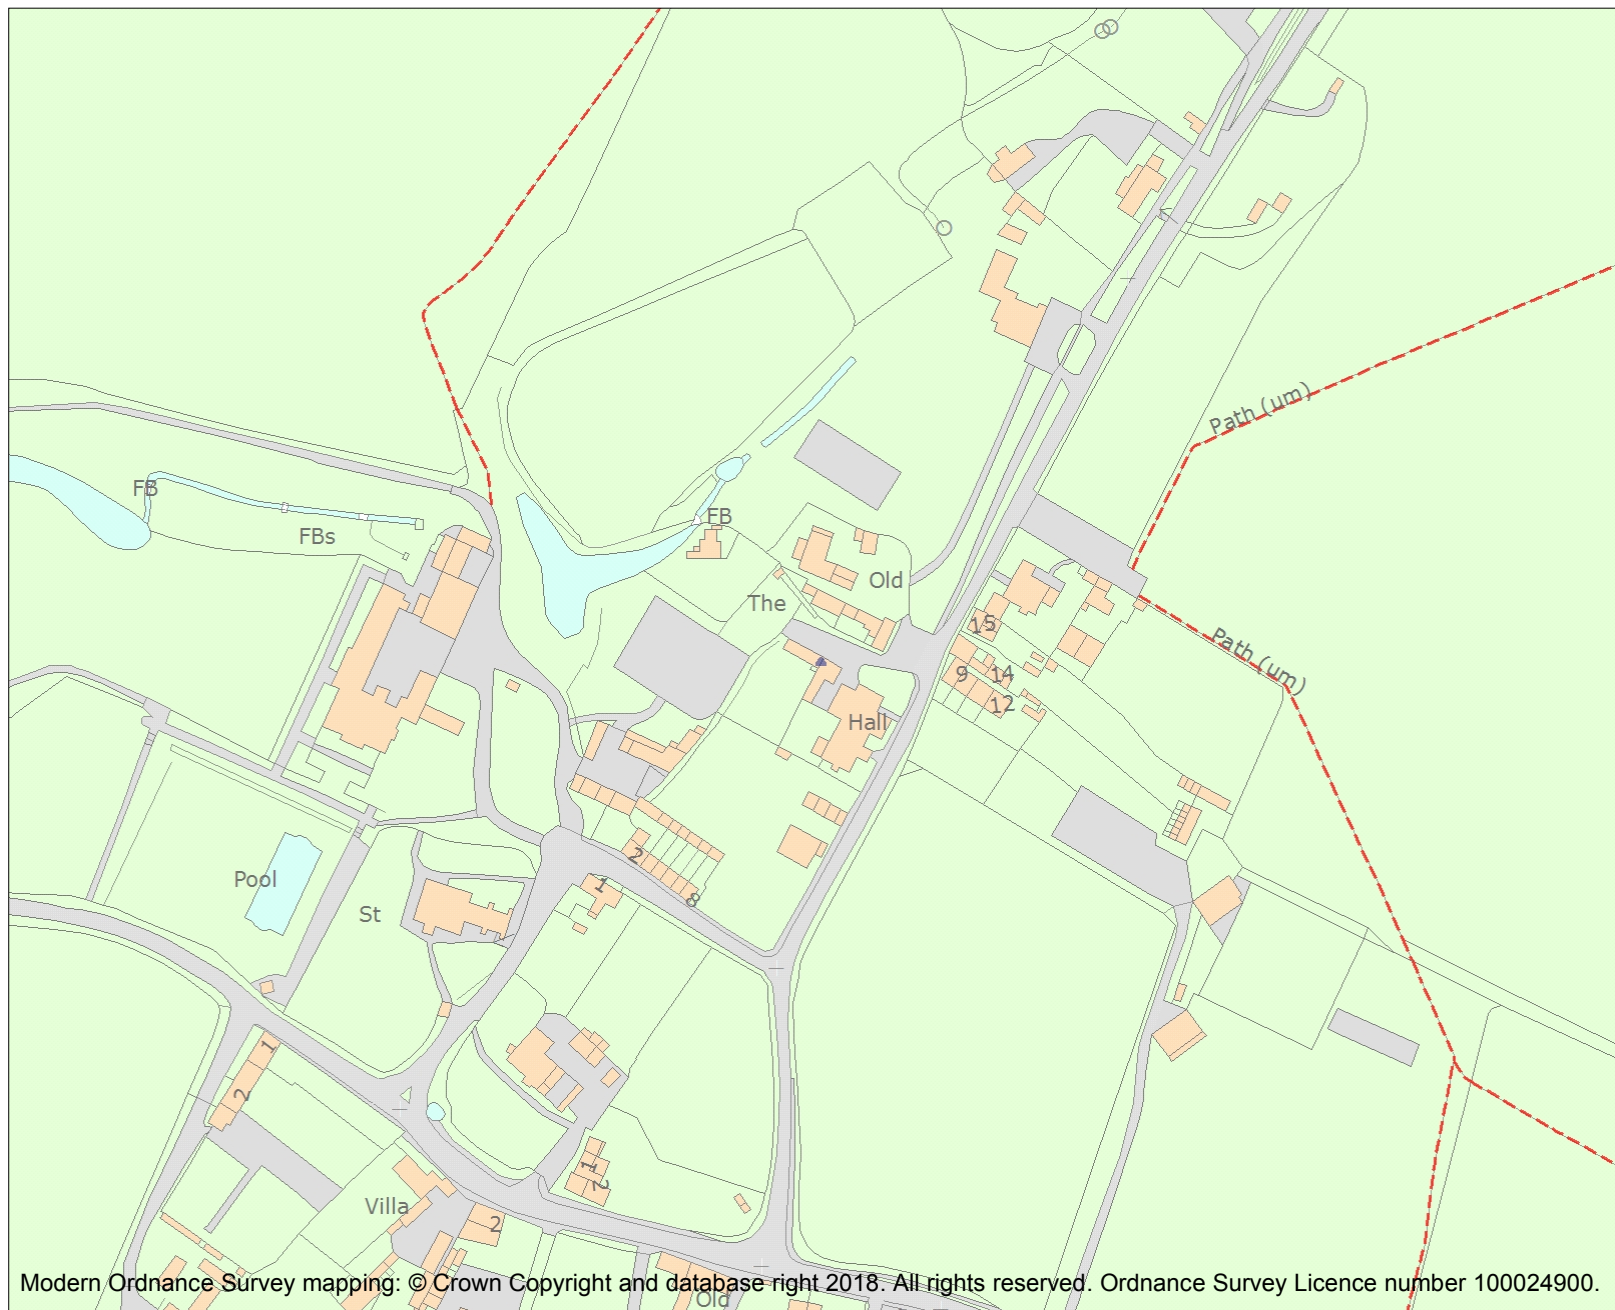 Path (um)
FB
FB
FBs
Old
The
15
Path (um)
9
14
12
Hall
2
Pool
1
8
St
1
2
1
2
Villa
2
Modern Ordnance Survey mapping: © Crown Copyright and database right 2018. All rights reserved. Ordnance Survey Licence number 100024900.
Old